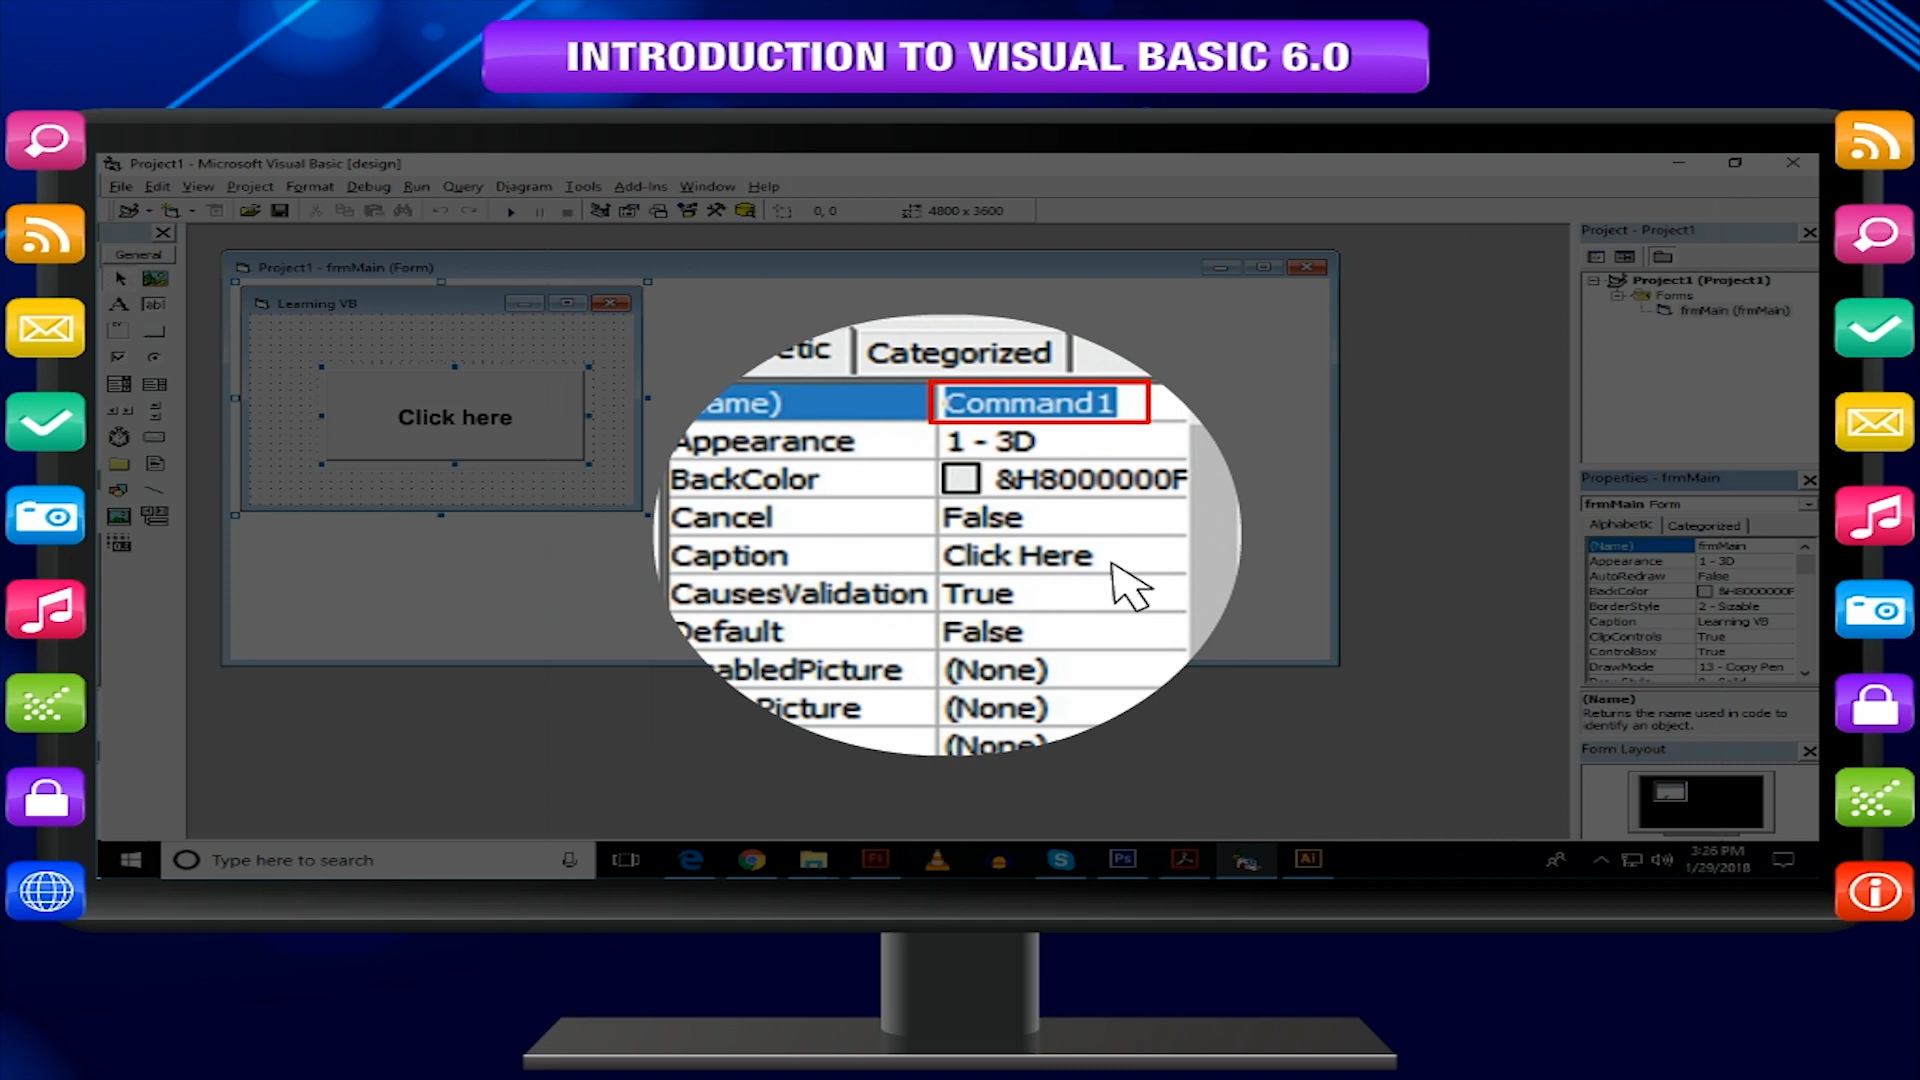 INTRODUCTION TO VISUAL BASIC 6.0
Project1 - Microsoft Visual Basic [design]
File Edit View Project Format Debug Run Query Diagram Tools Add-Ins Window Help
0, 0
4800 x 3600
General
Project1 - frmMain (Form)
Learning VB
Click here
Categorized
Command1
Appearance 1 - 3D
BackColor &H8000000F
Cancel False
Caption Click Here
CausesValidation True
Default False
(None)
Picture (None)
(None)
Project - Project1
Project1 (Project1)
Forms
frmMain (frmMain)
Properties - frmMain
frmMain Form
Alphabetic Categorized
(Name) frmMain
Appearance 1 - 3D
AutoRedraw False
BackColor &H8000000F
BorderStyle 2 - Sizable
Caption Learning VB
ClipControls True
ControlBox True
DrawMode 13 - Copy Pen
(Name)
Returns the name used in code to
identify an object.
Form Layout
Type here to search
Ps
Ai
3:26 PM
1/29/2018